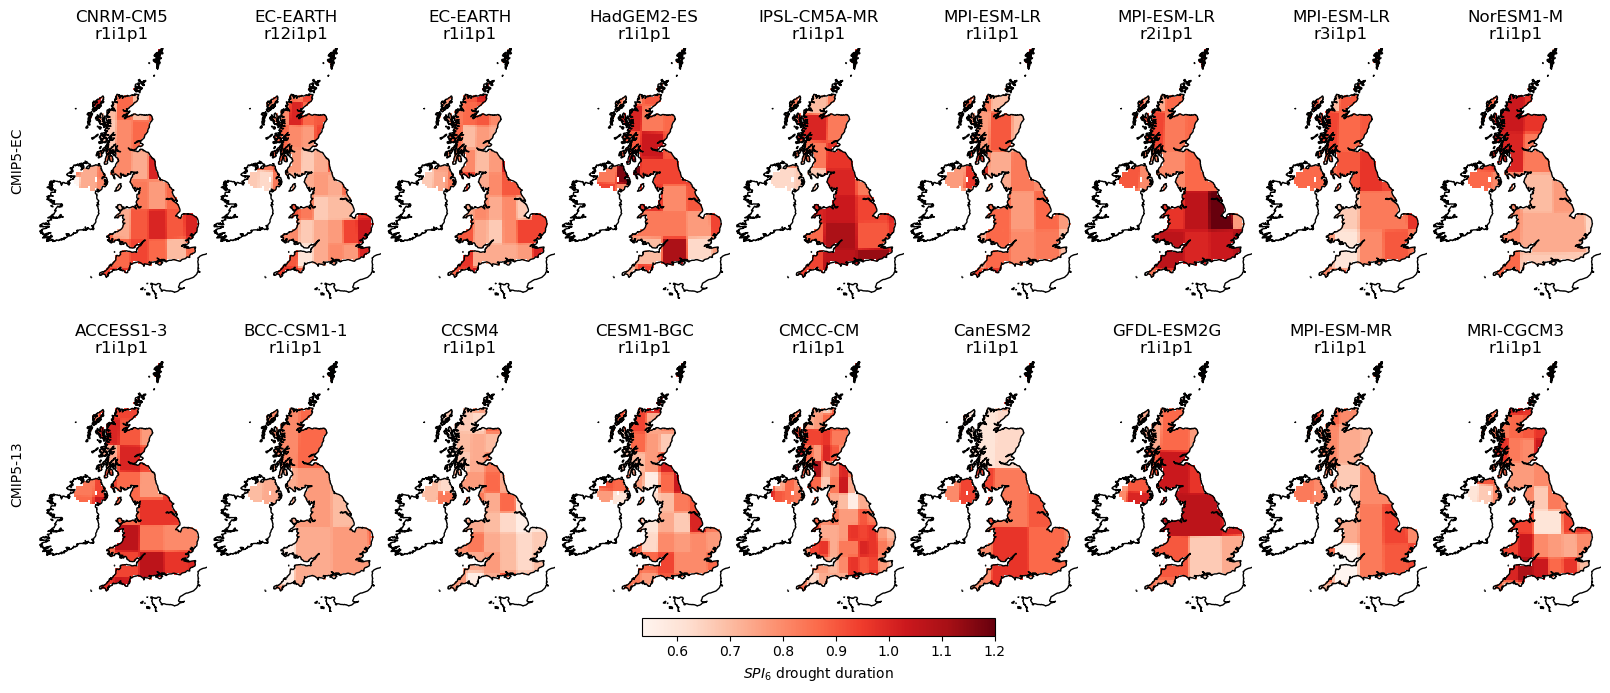 CNRM-CM5 EC-EARTH EC-EARTH HadGEM2-ES IPSL-CM5A-MR MPI-ESM-LR MPI-ESM-LR MPI-ESM-LR NorESM1-M
r1i1p1 r12i1p1 r1i1p1 r1i1p1 r1i1p1 r1i1p1 r2i1p1 r3i1p1 r1i1p1
CMIP5-EC
ACCESS1-3 BCC-CSM1-1 CCSM4 CESM1-BGC CMCC-CM CanESM2 GFDL-ESM2G MPI-ESM-MR MRI-CGCM3
r1i1p1 r1i1p1 r1i1p1 r1i1p1 r1i1p1 r1i1p1 r1i1p1 r1i1p1 r1i1p1
CMIP5-13
0.6 0.7 0.8 0.9 1.0 1.1 1.2
SPI₆ drought duration